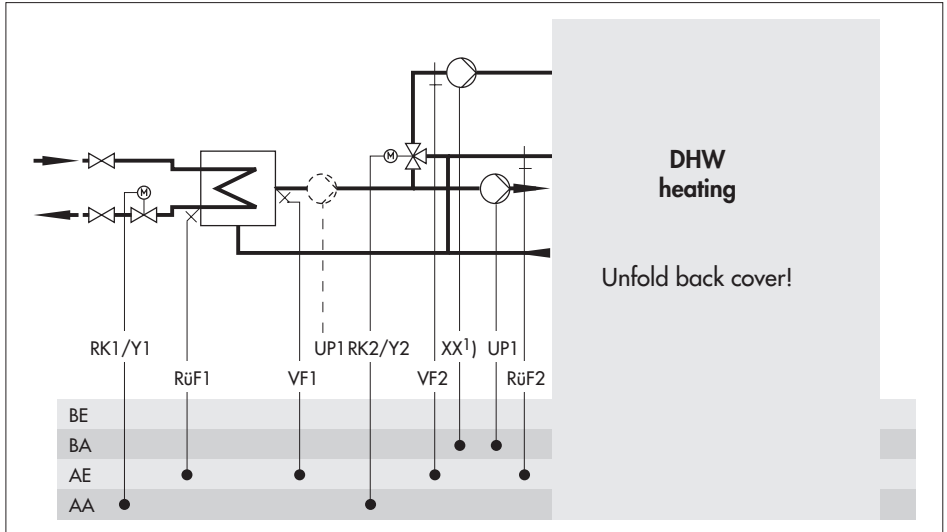 M
M
DHW
heating
Unfold back cover!
RK1/Y1 UP1 RK2/Y2 XX1) UP1
RüF1 VF1 VF2 RüF2
BE
BA
AE
AA